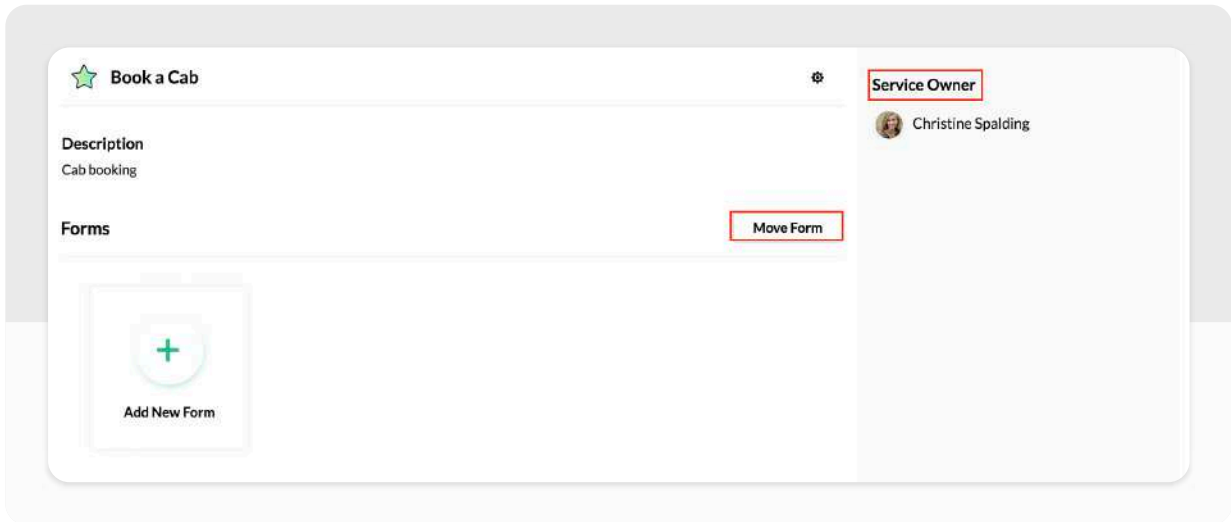 Book a Cab
Description
Cab booking
Forms
Move Form
Add New Form
Service Owner
Christine Spalding